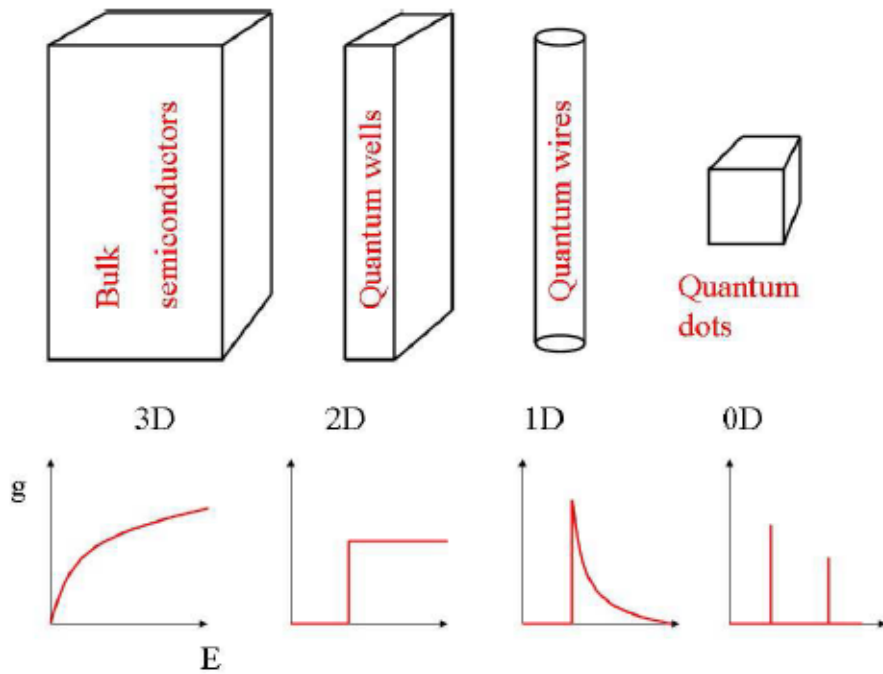 Bulk
semiconductors
Quantum wells
Quantum wires
Quantum
dots
3D
2D
1D
0D
g
E